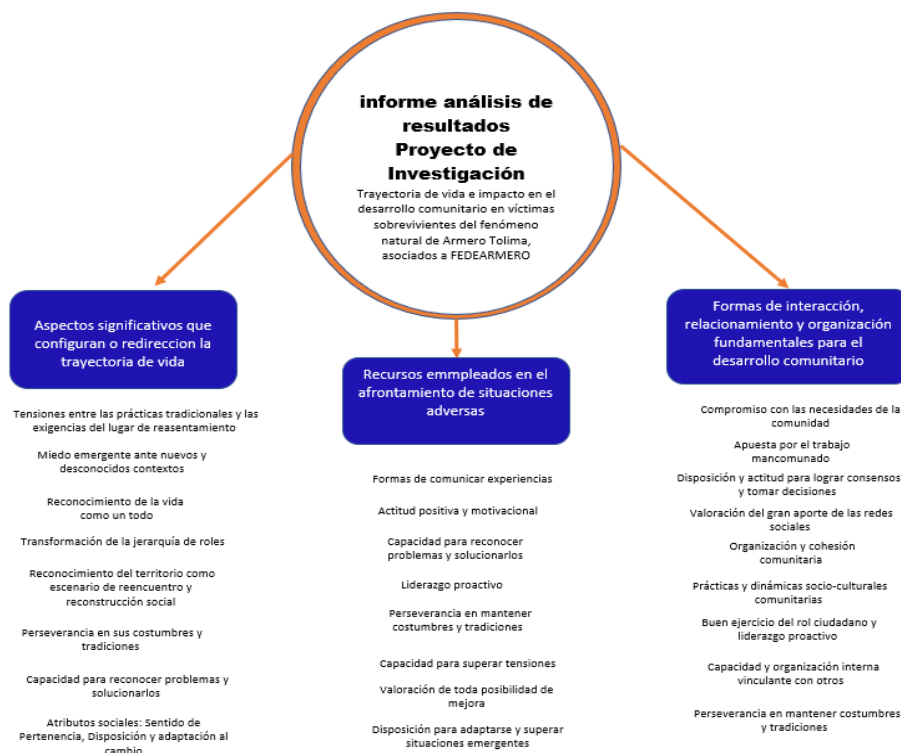 informe análisis de
resultados
Proyecto de
Investigación
Trayectoria de vida e impacto en el
desarrollo comunitario en víctimas
sobrevivientes del fenómeno
natural de Armero Tolima,
asociados a FEDEARMERO
Aspectos significativos que
configuran o redireccion la
trayectoria de vida
Tensiones entre las prácticas tradicionales y las
exigencias del lugar de reasentamiento
Miedo emergente ante nuevos y
desconocidos contextos
Reconocimiento de la vida
como un todo
Transformación de la jerarquía de roles
Reconocimiento del territorio como
escenario de reencuentro y
reconstrucción social
Perseverancia en sus costumbres y
tradiciones
Capacidad para reconocer problemas y
solucionarlos
Atributos sociales: Sentido de
Pertenencia, Disposición y adaptación al
cambio
Recursos emmpleados en el
afrontamiento de situaciones
adversas
Formas de comunicar experiencias
Actitud positiva y motivacional
Capacidad para reconocer
problemas y solucionarlos
Liderazgo proactivo
Perseverancia en mantener
costumbres y tradiciones
Capacidad para superar tensiones
Valoración de toda posibilidad de
mejora
Disposición para adaptarse y superar
situaciones emergentes
Formas de interacción,
relacionamiento y organización
fundamentales para el
desarrollo comunitario
Compromiso con las necesidades de la
comunidad
Apuesta por el trabajo
mancomunado
Disposición y actitud para lograr consensos
y tomar decisiones
Valoración del gran aporte de las redes
sociales
Organización y cohesión
comunitaria
Prácticas y dinámicas socio-culturales
comunitarias
Buen ejercicio del rol ciudadano y
liderazgo proactivo
Capacidad y organización interna
vinculante con otros
Perseverancia en mantener costumbres
y tradiciones